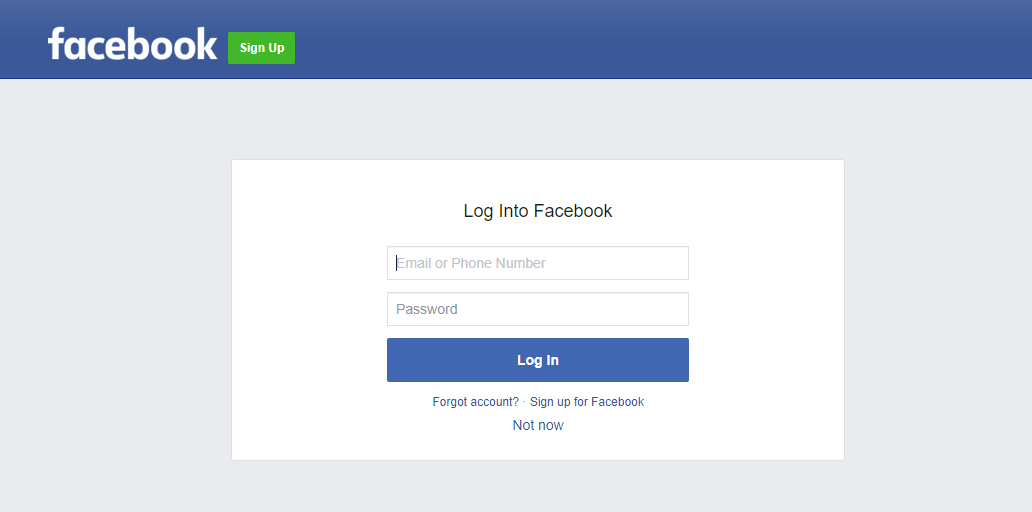 facebook Sign Up
Log Into Facebook
Email or Phone Number
Password
Log In
Forgot account? · Sign up for Facebook
Not now